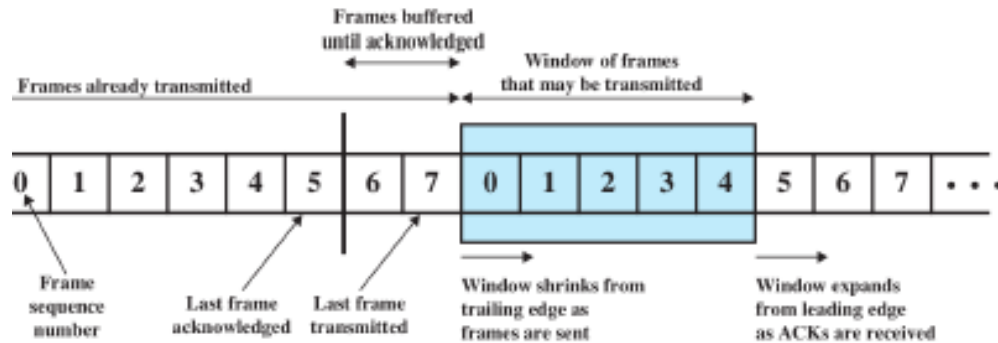 Frames buffered
until acknowledged
Window of frames
that may be transmitted
Frames already transmitted
0 1 2 3 4 5 6 7 0 1 2 3 4 5 6 7 • • •
Frame
sequence
number
Last frame
acknowledged
Last frame
transmitted
Window shrinks from
trailing edge as
frames are sent
Window expands
from leading edge
as ACKs are received